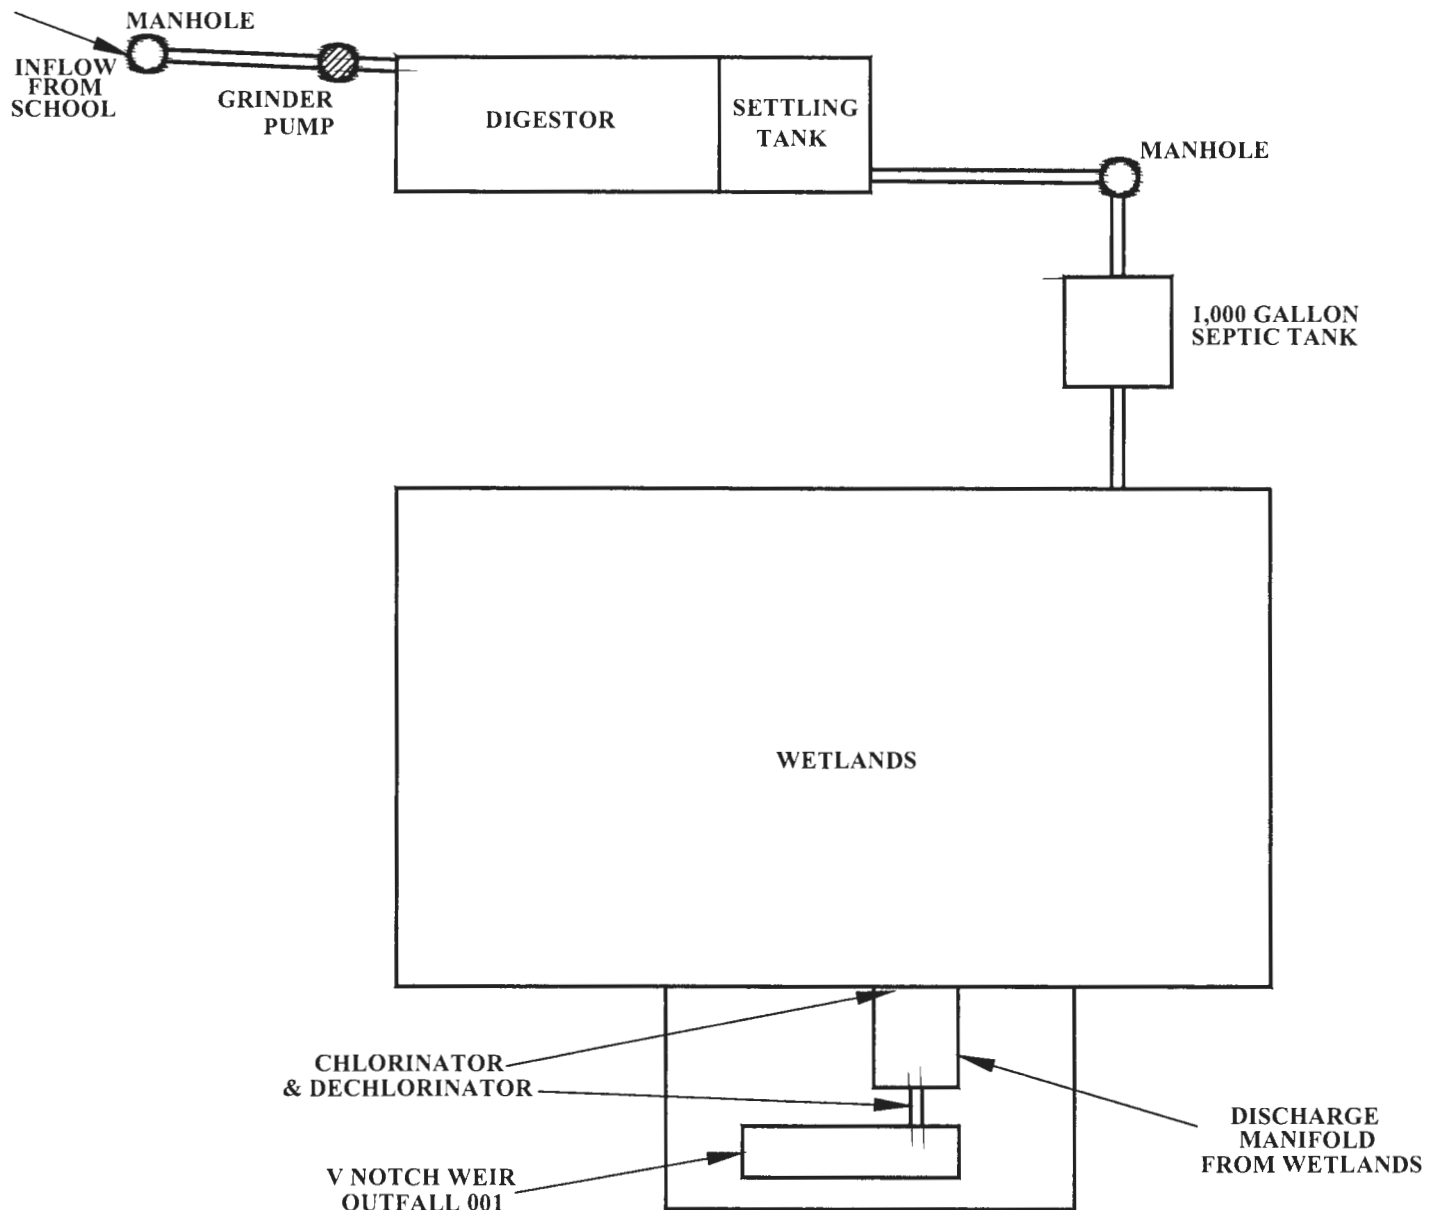 MANHOLE
INFLOW
FROM
SCHOOL
GRINDER
PUMP
DIGESTOR
SETTLING
TANK
MANHOLE
1,000 GALLON
SEPTIC TANK
WETLANDS
CHLORINATOR
& DECHLORINATOR
DISCHARGE
MANIFOLD
FROM WETLANDS
V NOTCH WEIR
OUTFALL 001